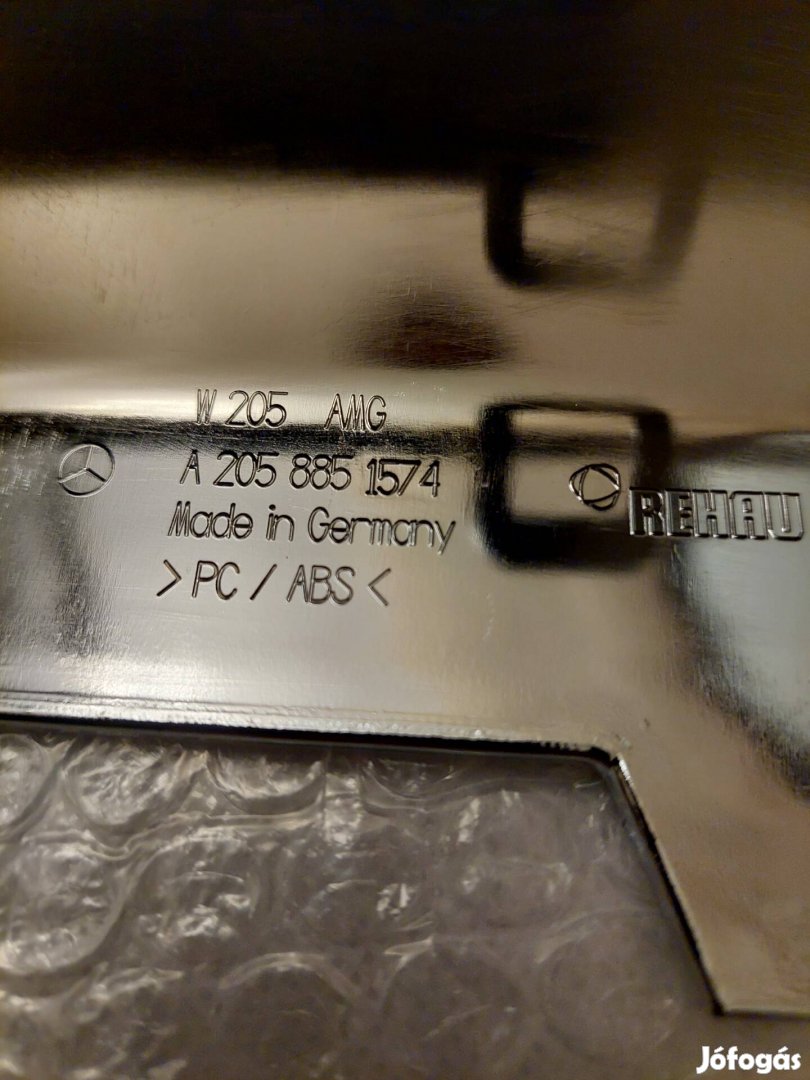 W 205 AMG
A 205 885 1574
REHAU
Made in Germany
>PC / ABS<
Jófogás